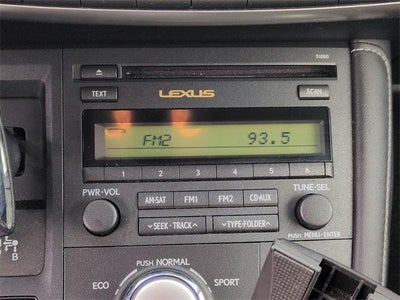 51880
TEXT
LEXUS
SCAN
FM2 93.5
1 2 3 4 5 6
PWR·VOL
AM·SAT FM1 FM2 CD·AUX
TUNE·SEL
SEEK·TRACK
TYPE·FOLDER
PUSH MENU·ENTER
PUSH NORMAL
ECO
SPORT
B